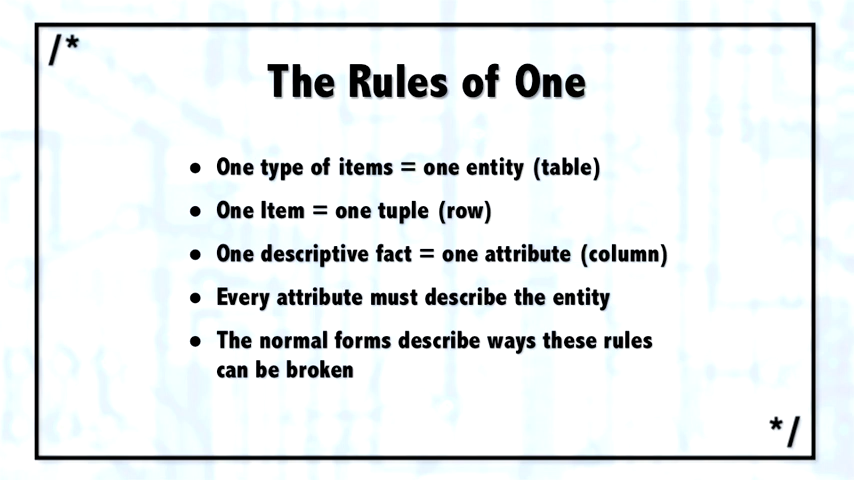 /*
The Rules of One
• One type of items = one entity (table)
• One Item = one tuple (row)
• One descriptive fact = one attribute (column)
• Every attribute must describe the entity
• The normal forms describe ways these rules
can be broken
*/